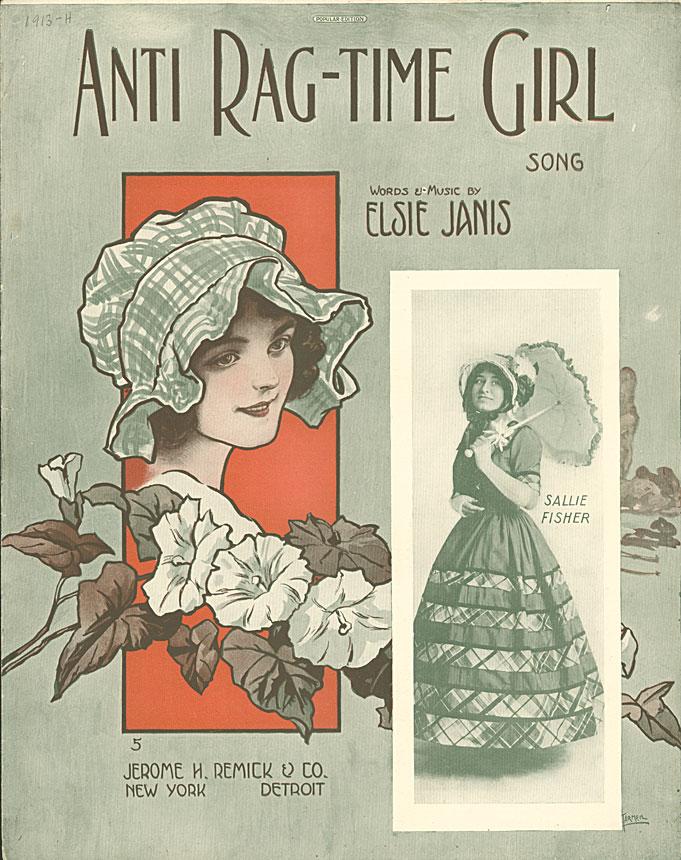 1913-H
POPULAR EDITION
ANTI RAG-TIME GIRL
SONG
WORDS & MUSIC BY
ELSIE JANIS
SALLIE
FISHER
5
JEROME H. REMICK & CO.
NEW YORK DETROIT